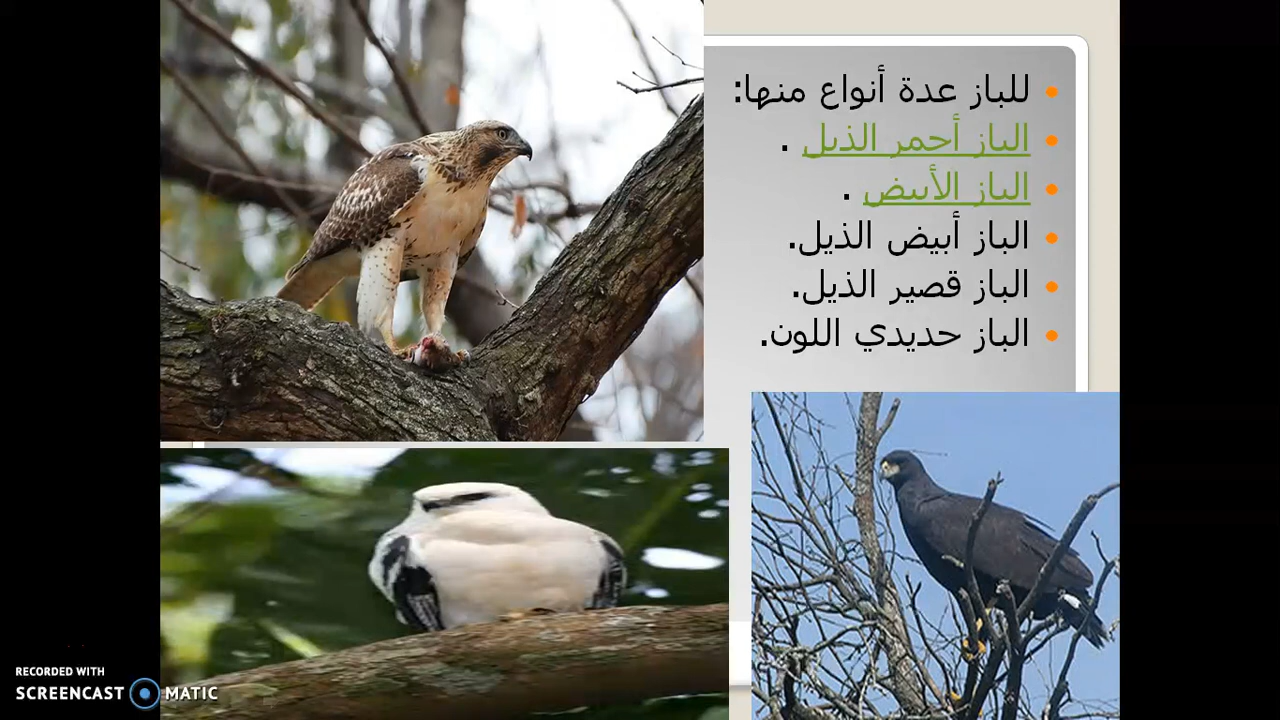 للباز عدة أنواع منها:
الباز أحمر الذيل .
الباز الأبيض .
الباز أبيض الذيل.
الباز قصير الذيل.
الباز حديدي اللون.
RECORDED WITH
SCREENCAST MATIC